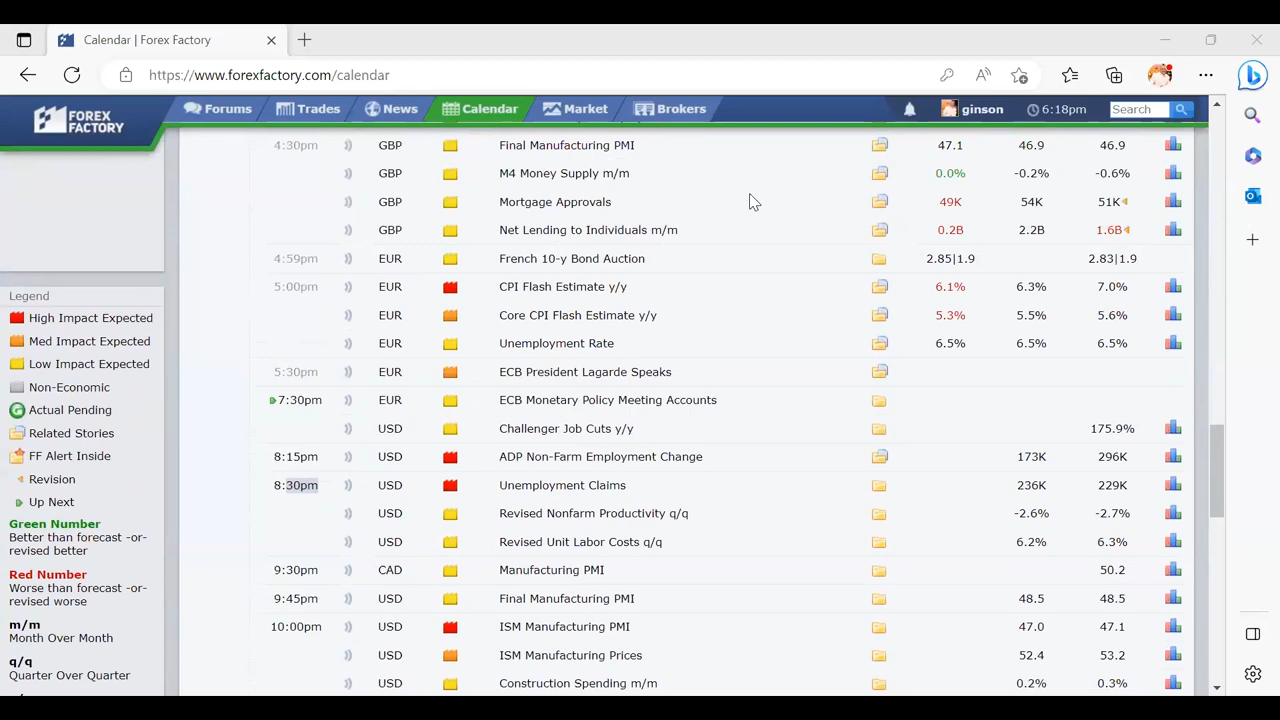 Calendar | Forex Factory
https://www.forexfactory.com/calendar
FOREX FACTORY
Forums Trades News Calendar Market Brokers ginson 6:18pm Search
4:30pm GBP Final Manufacturing PMI 47.1 46.9 46.9
GBP M4 Money Supply m/m 0.0% -0.2% -0.6%
GBP Mortgage Approvals 49K 54K 51K
GBP Net Lending to Individuals m/m 0.2B 2.2B 1.6B
4:59pm EUR French 10-y Bond Auction 2.85|1.9 2.83|1.9
5:00pm EUR CPI Flash Estimate y/y 6.1% 6.3% 7.0%
EUR Core CPI Flash Estimate y/y 5.3% 5.5% 5.6%
EUR Unemployment Rate 6.5% 6.5% 6.5%
5:30pm EUR ECB President Lagarde Speaks
7:30pm EUR ECB Monetary Policy Meeting Accounts
USD Challenger Job Cuts y/y 175.9%
8:15pm USD ADP Non-Farm Employment Change 173K 296K
8:30pm USD Unemployment Claims 236K 229K
USD Revised Nonfarm Productivity q/q -2.6% -2.7%
USD Revised Unit Labor Costs q/q 6.2% 6.3%
9:30pm CAD Manufacturing PMI 50.2
9:45pm USD Final Manufacturing PMI 48.5 48.5
10:00pm USD ISM Manufacturing PMI 47.0 47.1
USD ISM Manufacturing Prices 52.4 53.2
USD Construction Spending m/m 0.2% 0.3%
Legend
High Impact Expected
Med Impact Expected
Low Impact Expected
Non-Economic
Actual Pending
Related Stories
FF Alert Inside
Revision
Up Next
Green Number
Better than forecast -or-
revised better
Red Number
Worse than forecast -or-
revised worse
m/m
Month Over Month
q/q
Quarter Over Quarter